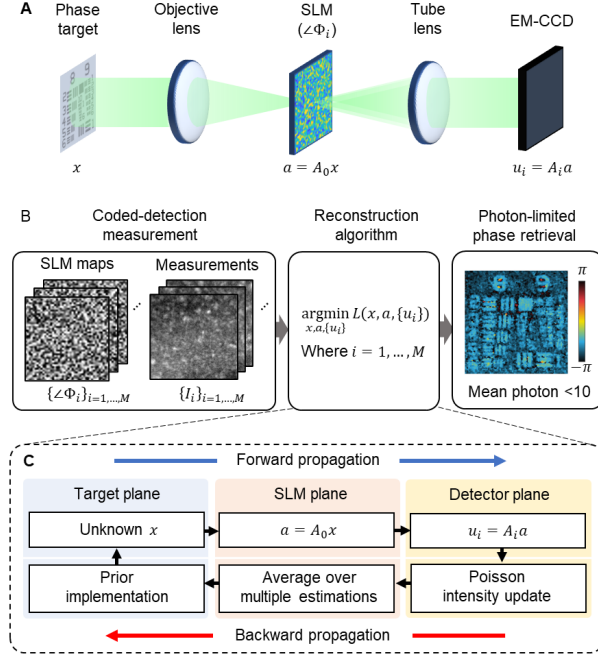 A
Phase
target
Objective
lens
SLM
(∠Φᵢ)
Tube
lens
EM-CCD
x
a = A₀x
uᵢ = Aᵢa
B
Coded-detection
measurement
Reconstruction
algorithm
Photon-limited
phase retrieval
SLM maps
Measurements
...
...
{∠Φᵢ}ᵢ₌₁,...,M
{Iᵢ}ᵢ₌₁,...,M
argmin L(x, a, {uᵢ})
x,a,{uᵢ}
Where i = 1, ... , M
π
−π
Mean photon <10
C
Forward propagation
Target plane
SLM plane
Detector plane
Unknown x
a = A₀x
uᵢ = Aᵢa
Prior
implementation
Average over
multiple estimations
Poisson
intensity update
Backward propagation